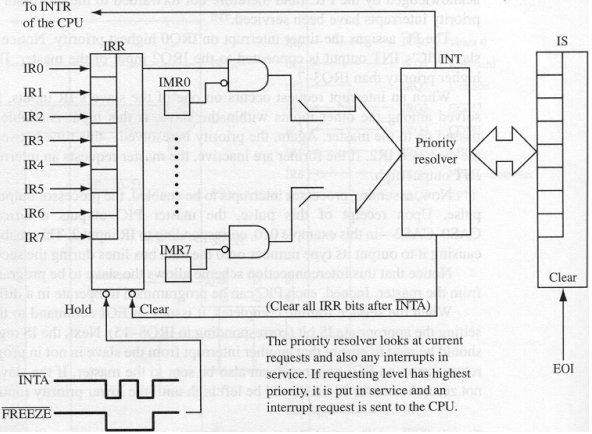 To INTR
of the CPU
IRR
IR0
IR1
IR2
IR3
IR4
IR5
IR6
IR7
IMR0
IMR7
INT
Priority
resolver
IS
Clear
EOI
Hold
Clear
(Clear all IRR bits after INTA)
INTA
FREEZE
The priority resolver looks at current
requests and also any interrupts in
service. If requesting level has highest
priority, it is put in service and an
interrupt request is sent to the CPU.